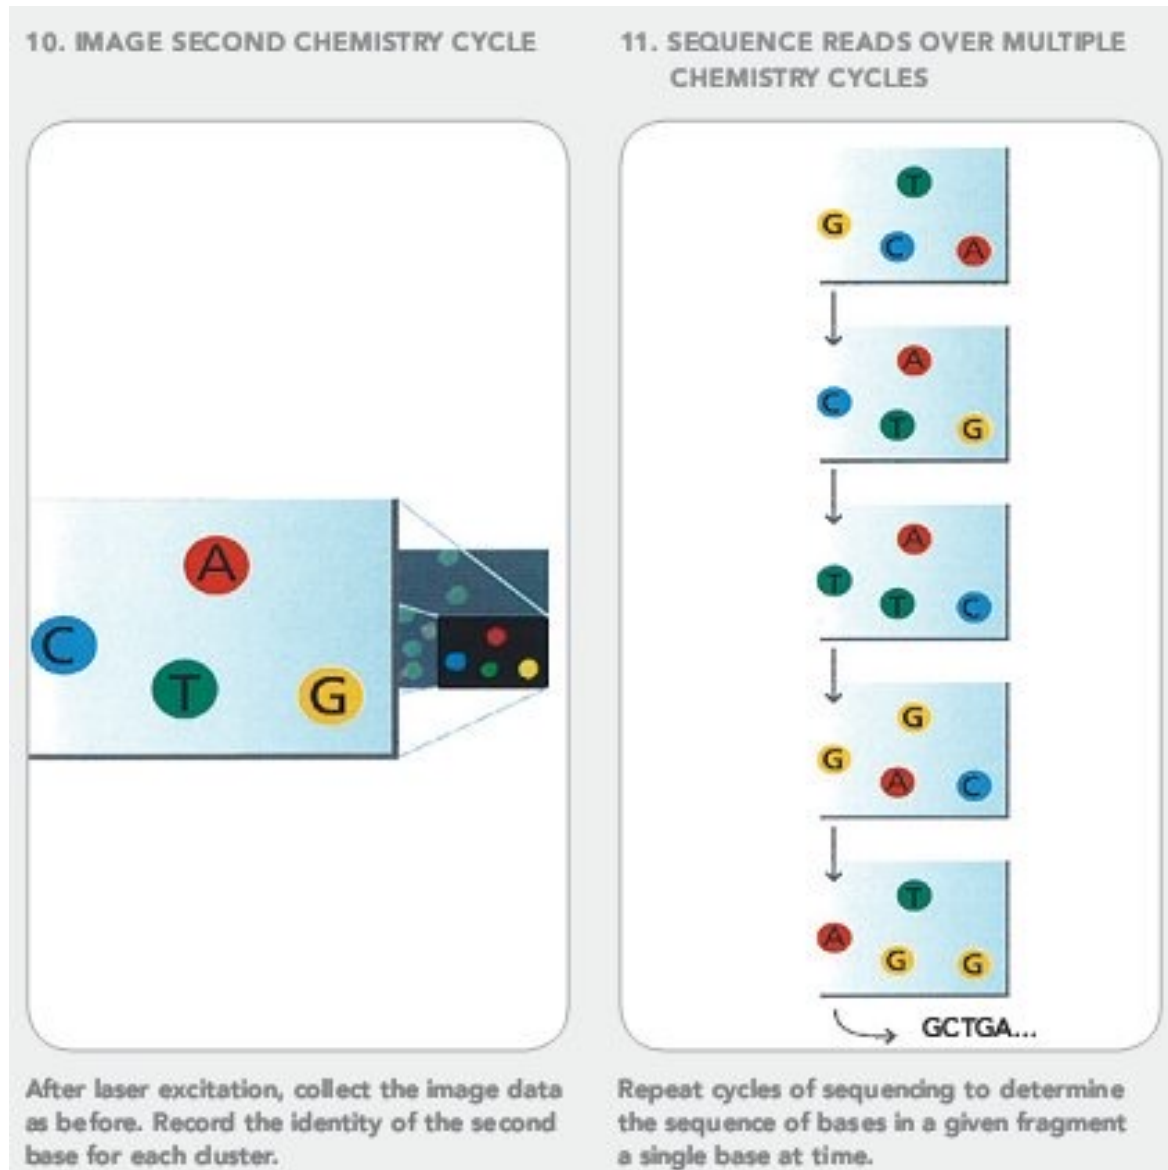 10. IMAGE SECOND CHEMISTRY CYCLE
A
C
T
G
After laser excitation, collect the image data
as before. Record the identity of the second
base for each cluster.
11. SEQUENCE READS OVER MULTIPLE
CHEMISTRY CYCLES
T
G
C
A
A
C
T
G
A
T
T
C
G
G
A
C
T
A
G
G
GCTGA...
Repeat cycles of sequencing to determine
the sequence of bases in a given fragment
a single base at time.